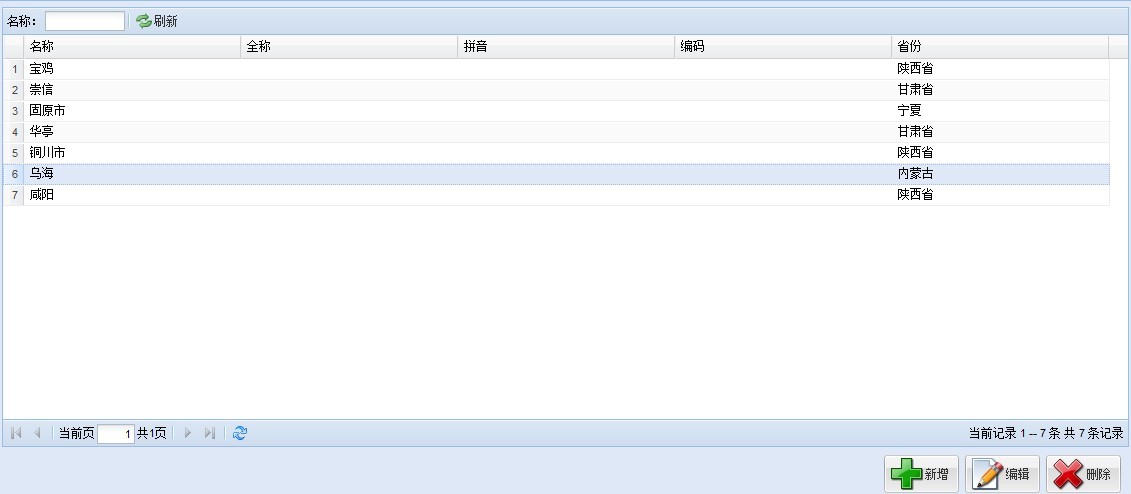 名称: 刷新
名称 全称 拼音 编码 省份
1 宝鸡 陕西省
2 崇信 甘肃省
3 固原市 宁夏
4 华亭 甘肃省
5 铜川市 陕西省
6 乌海 内蒙古
7 咸阳 陕西省
当前页 1 共1页 当前记录 1 -- 7 条 共 7 条记录
新增 编辑 删除